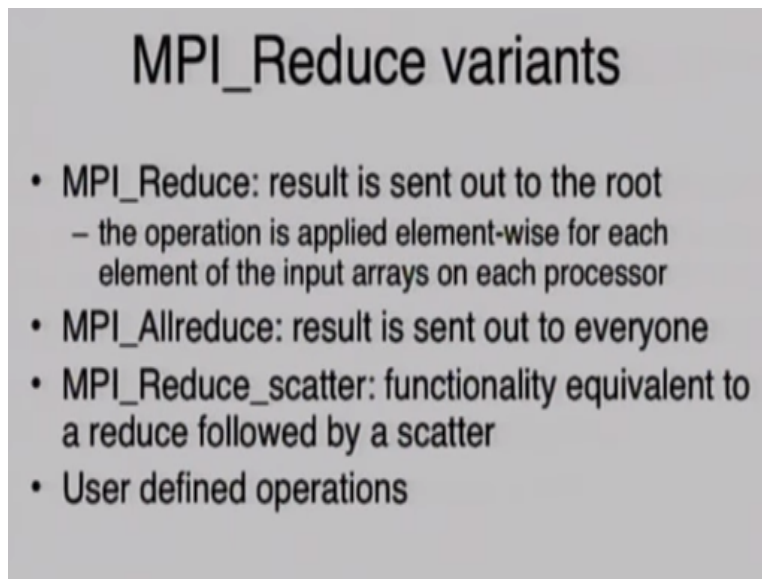 MPI_Reduce variants
• MPI_Reduce: result is sent out to the root
– the operation is applied element-wise for each
element of the input arrays on each processor
• MPI_Allreduce: result is sent out to everyone
• MPI_Reduce_scatter: functionality equivalent to
a reduce followed by a scatter
• User defined operations